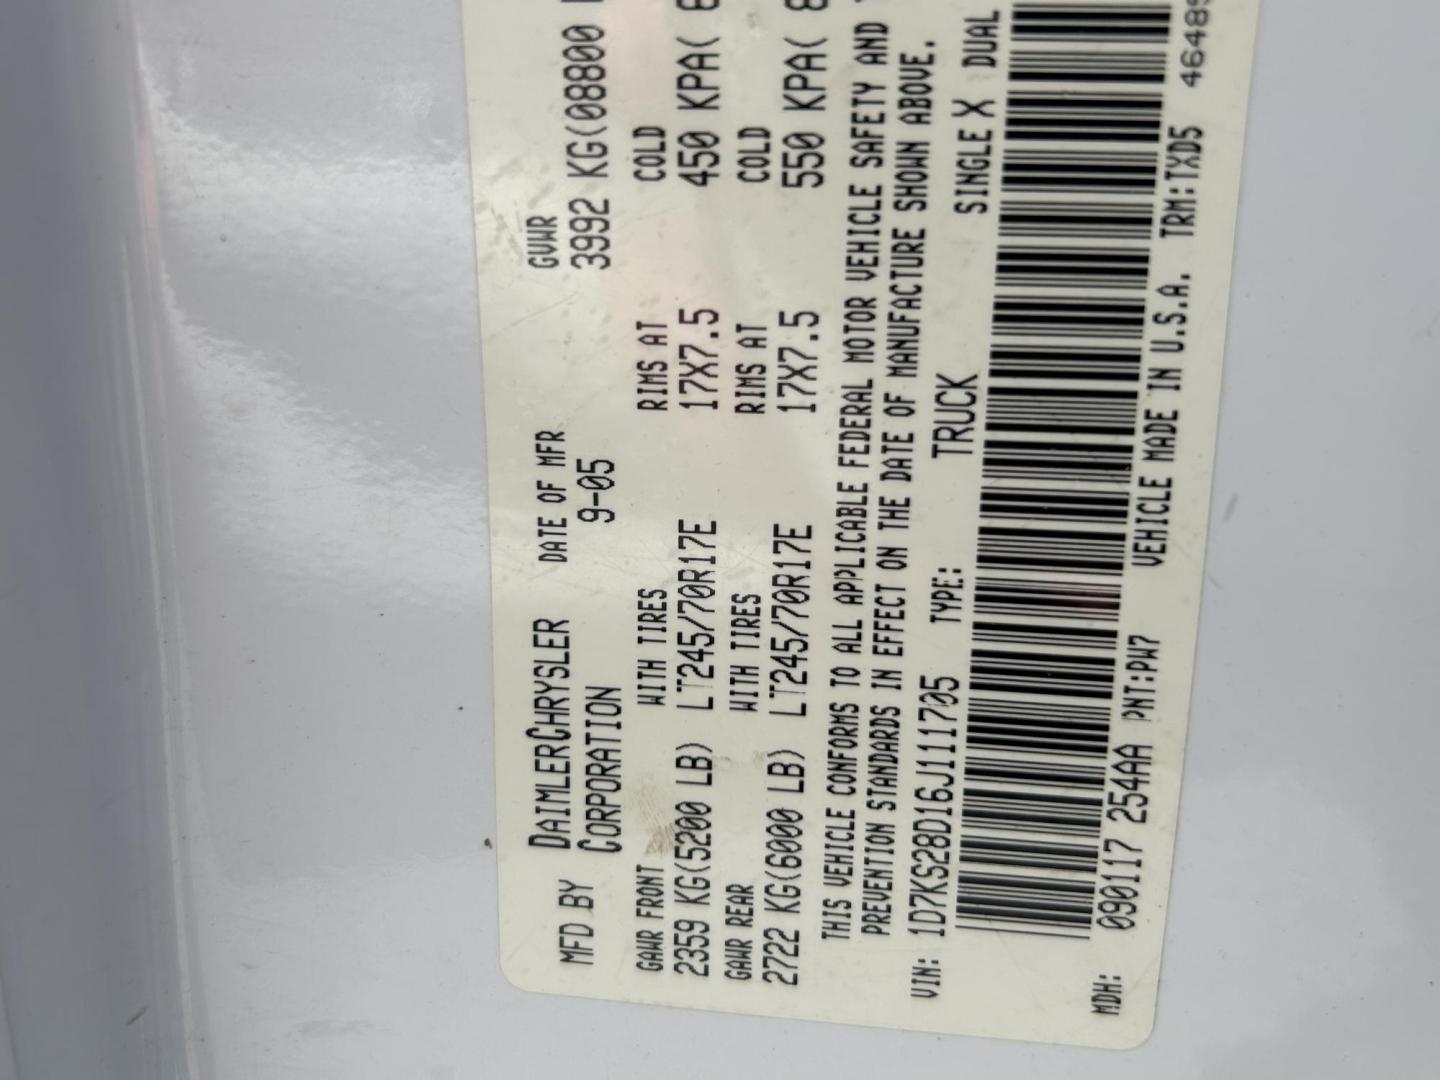 MFD BY DAIMLERCHRYSLER DATE OF MFR GVWR
CORPORATION 9-05 3992 KG(08800
GAWR FRONT WITH TIRES RIMS AT COLD
2359 KG(5200 LB) LT245/70R17E 17X7.5 450 KPA(
GAWR REAR WITH TIRES RIMS AT COLD
2722 KG(6000 LB) LT245/70R17E 17X7.5 550 KPA(
THIS VEHICLE CONFORMS TO ALL APPLICABLE FEDERAL MOTOR VEHICLE SAFETY AND
PREVENTION STANDARDS IN EFFECT ON THE DATE OF MANUFACTURE SHOWN ABOVE.
VIN: 1D7KS28D16J111705 TYPE: TRUCK SINGLE X DUAL
MDH: 090117 254AA PNT:PW7 VEHICLE MADE IN U.S.A. TRM:TXD5 4648